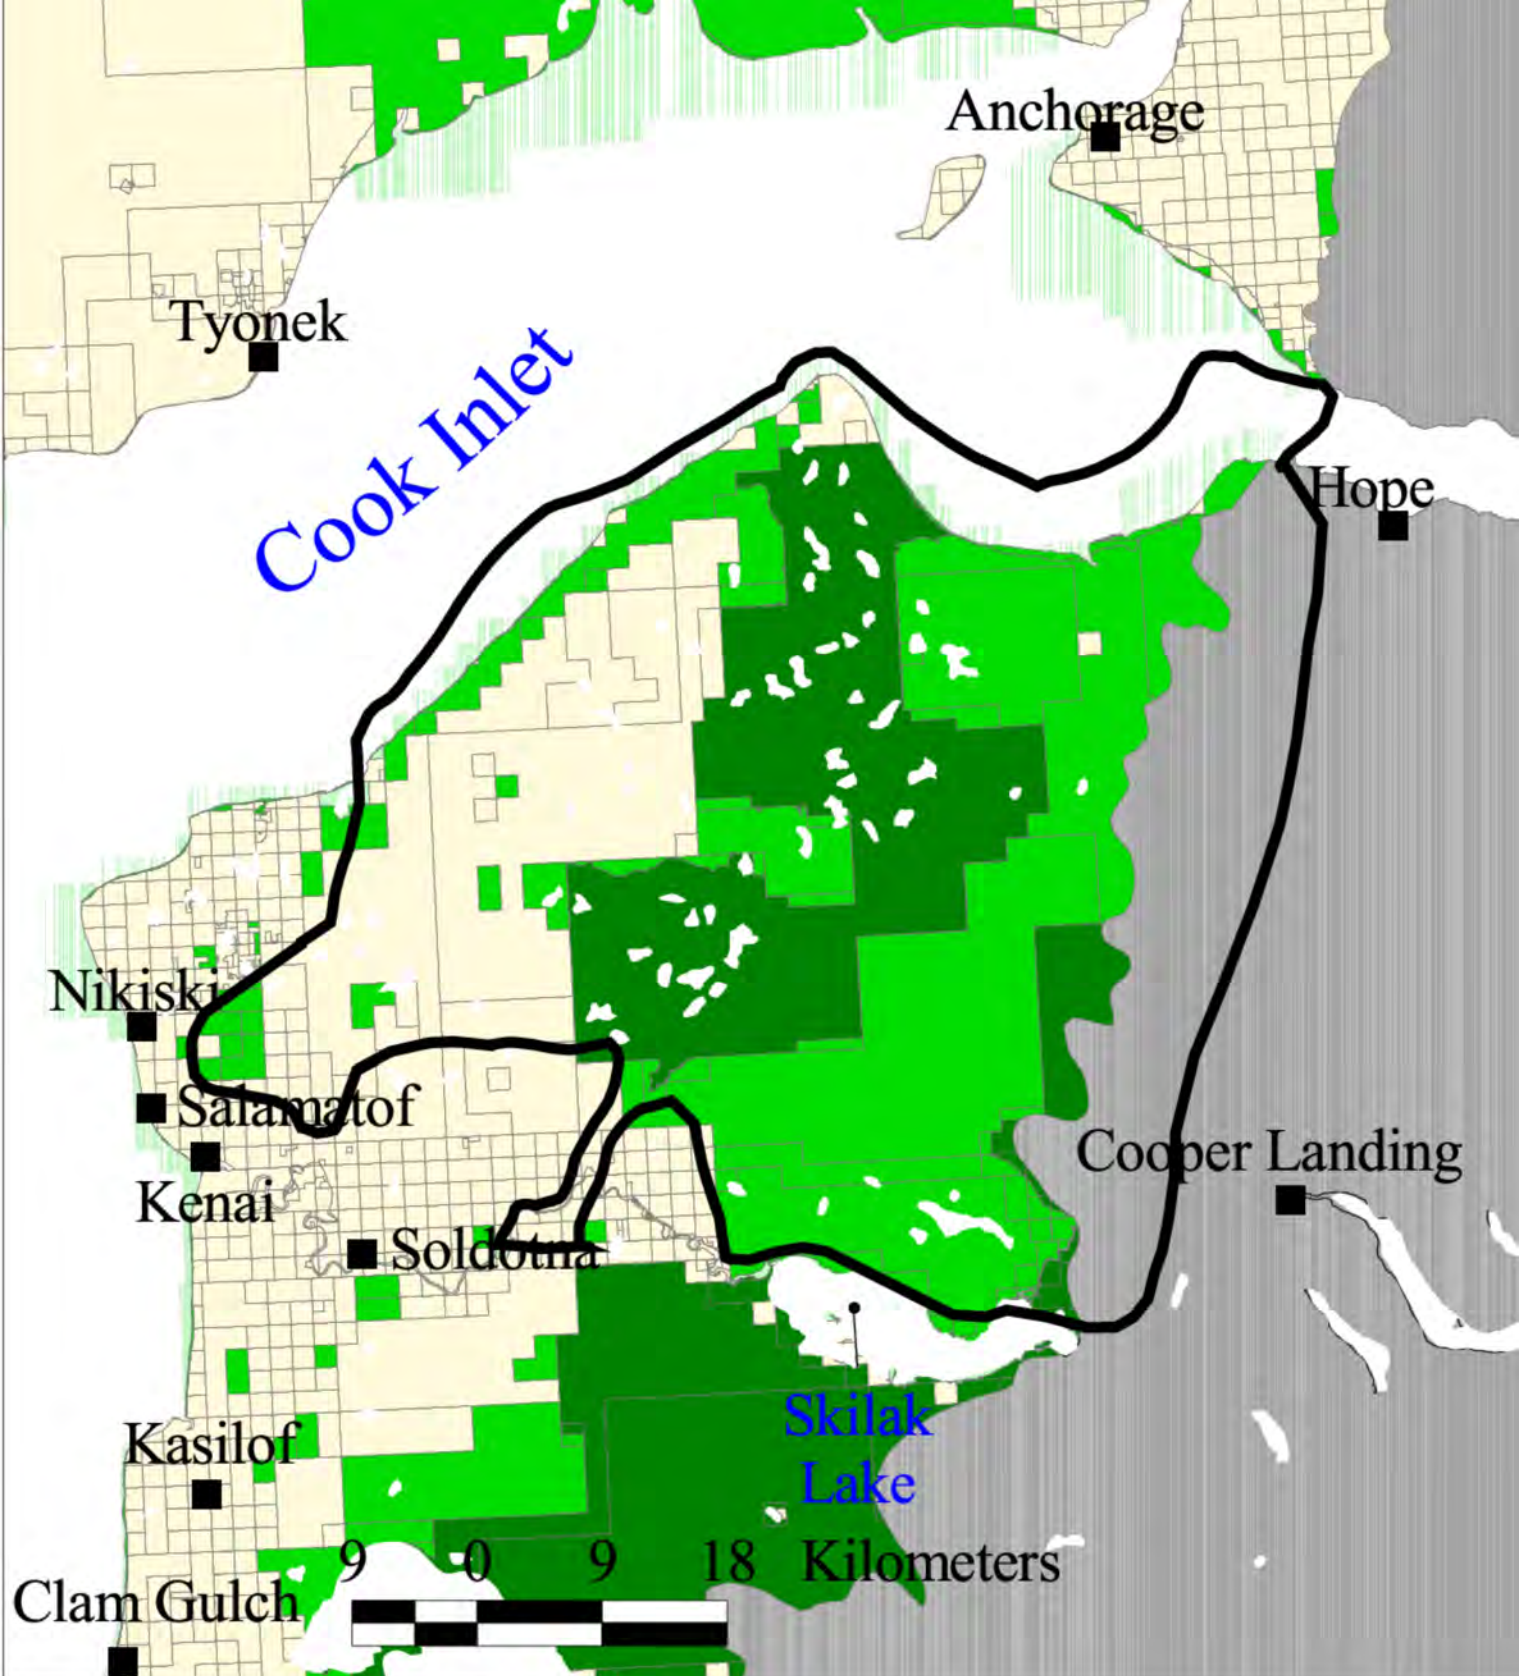 Anchorage
Tyonek
Cook Inlet
Hope
Nikiski
Salamatof
Cooper Landing
Kenai
Soldotna
Skilak
Lake
Kasilof
9 0 9 18 Kilometers
Clam Gulch